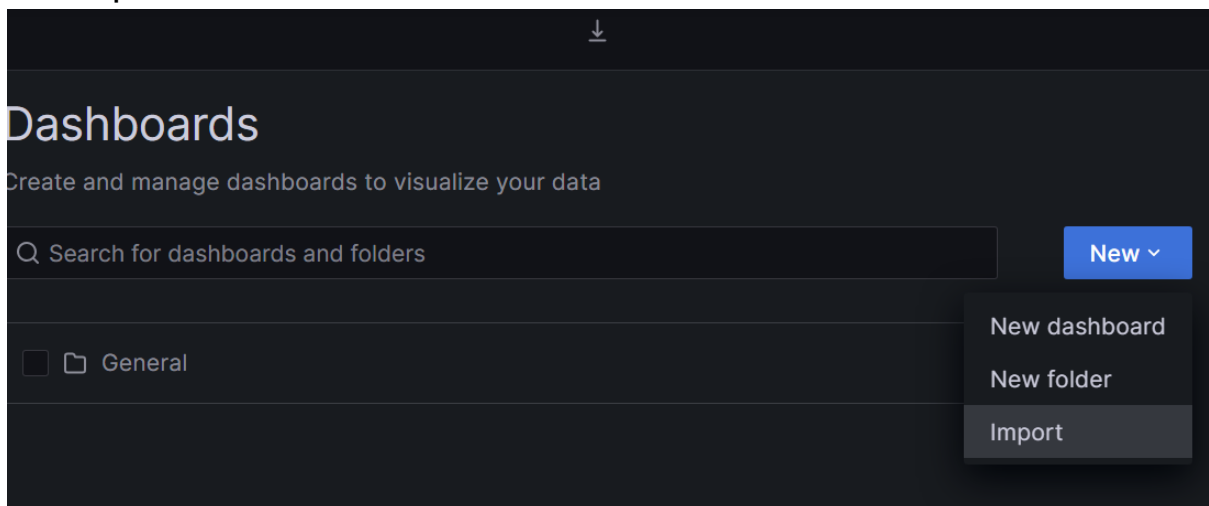 Dashboards
Create and manage dashboards to visualize your data
Search for dashboards and folders
New
New dashboard
General
New folder
Import